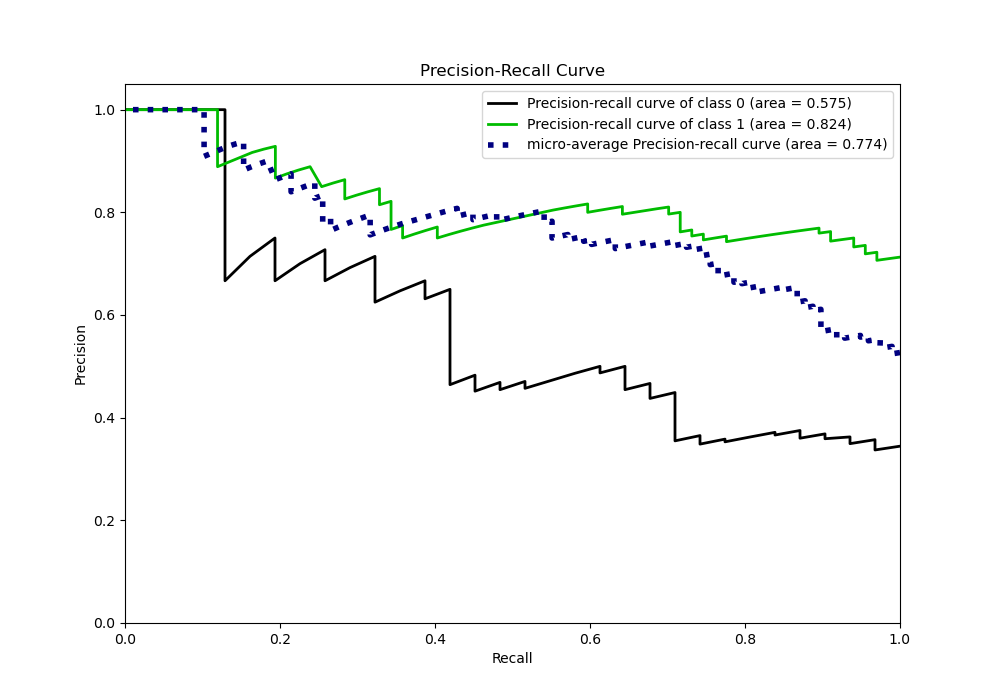 Precision-Recall Curve
Precision-recall curve of class 0 (area = 0.575)
Precision-recall curve of class 1 (area = 0.824)
micro-average Precision-recall curve (area = 0.774)
1.0
0.8
0.6
0.4
0.2
0.0
Precision
0.0 0.2 0.4 0.6 0.8 1.0
Recall